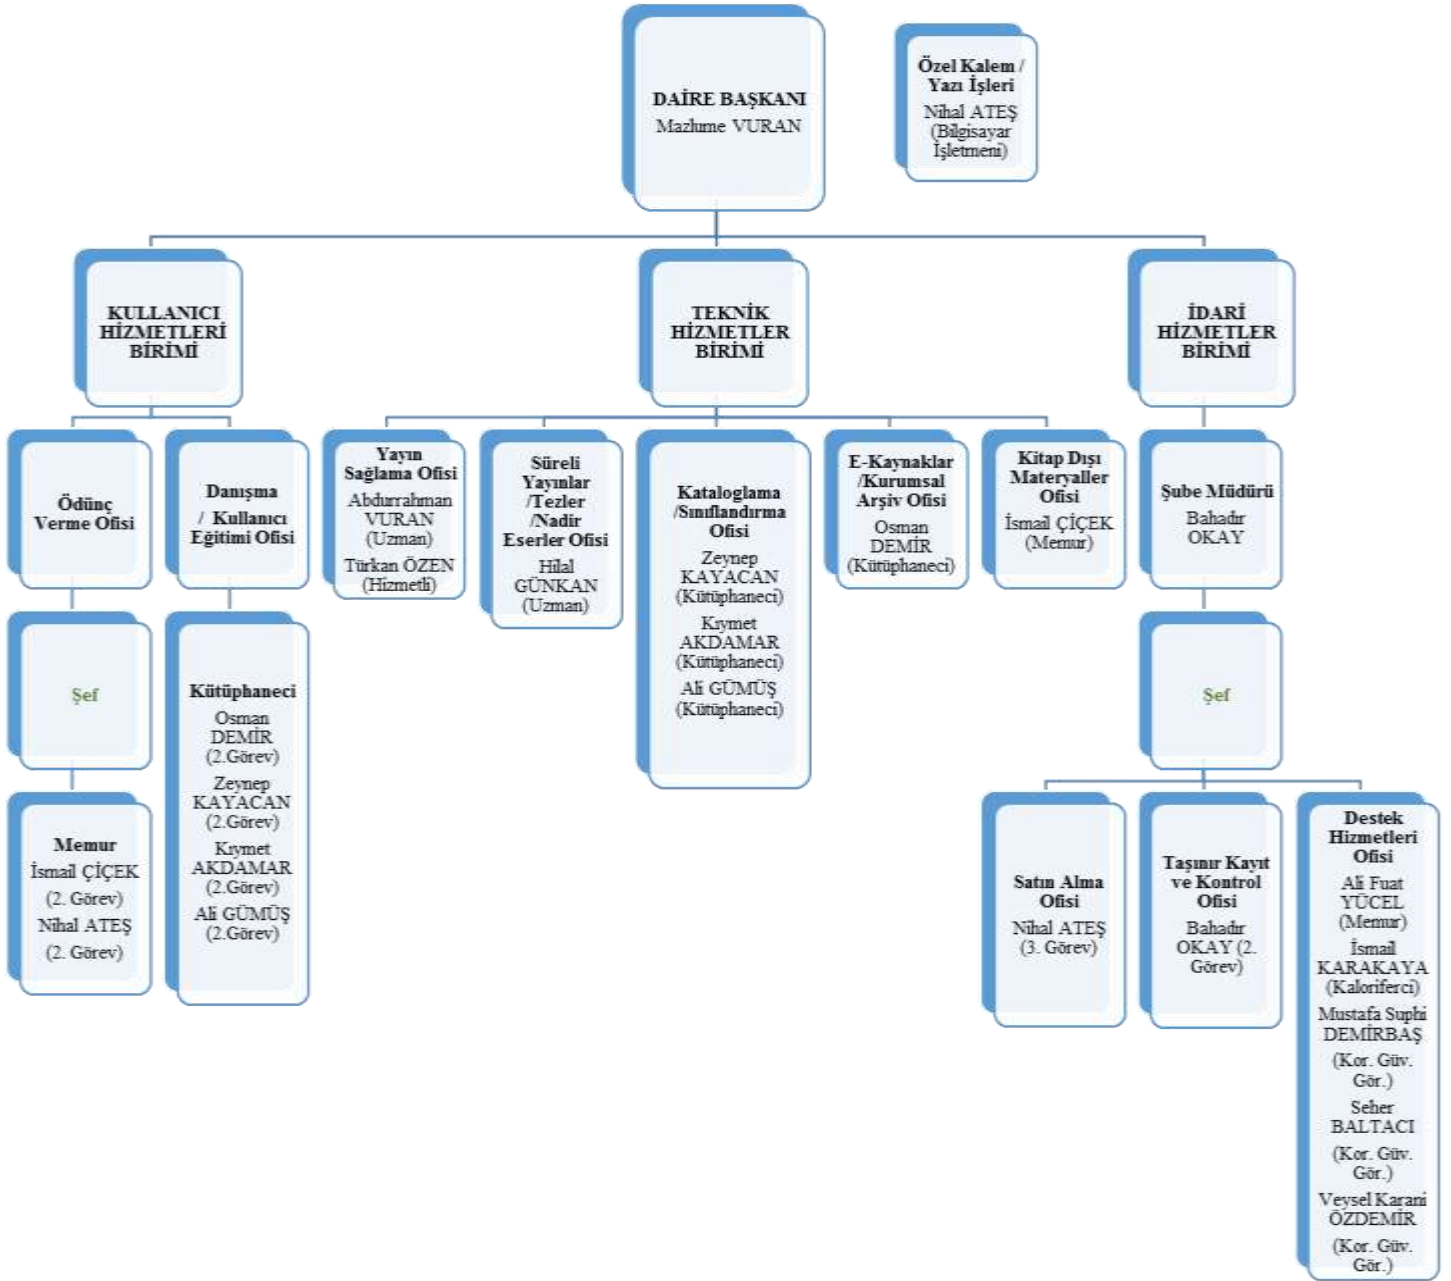 DAİRE BAŞKANI
Mazlume VURAN
Özel Kalem /
Yazı İşleri
Nihal ATEŞ
(Bilgisayar
İşletmeni)
KULLANICI
HİZMETLERİ
BİRİMİ
TEKNİK
HİZMETLER
BİRİMİ
İDARİ
HİZMETLER
BİRİMİ
Ödünç
Verme Ofisi
Danışma
/ Kullanıcı
Eğitimi Ofisi
Yayın
Sağlama Ofisi
Abdurrahman
VURAN
(Uzman)
Türkan ÖZEN
(Hizmetli)
Süreli
Yayınlar
/Tezler
/Nadir
Eserler Ofisi
Hilal
GÜNKAN
(Uzman)
Kataloglama
/Sınıflandırma
Ofisi
Zeynep
KAYACAN
(Kütüphaneci)
Kıymet
AKDAMAR
(Kütüphaneci)
Ali GÜMÜŞ
(Kütüphaneci)
E-Kaynaklar
/Kurumsal
Arşiv Ofisi
Osman
DEMİR
(Kütüphaneci)
Kitap Dışı
Materyaller
Ofisi
İsmail ÇİÇEK
(Memur)
Şube Müdürü
Bahadır
OKAY
Şef
Kütüphaneci
Osman
DEMİR
(2.Görev)
Zeynep
KAYACAN
(2.Görev)
Kıymet
AKDAMAR
(2.Görev)
Ali GÜMÜŞ
(2.Görev)
Şef
Memur
İsmail ÇİÇEK
(2. Görev)
Nihal ATEŞ
(2. Görev)
Satın Alma
Ofisi
Nihal ATEŞ
(3. Görev)
Taşınır Kayıt
ve Kontrol
Ofisi
Bahadır
OKAY (2.
Görev)
Destek
Hizmetleri
Ofisi
Ali Fuat
YÜCEL
(Memur)
İsmail
KARAKAYA
(Kaloriferci)
Mustafa Suphi
DEMİRBAŞ
(Kor. Güv.
Gör.)
Seher
BALTACI
(Kor. Güv.
Gör.)
Veysel Karani
ÖZDEMİR
(Kor. Güv.
Gör.)